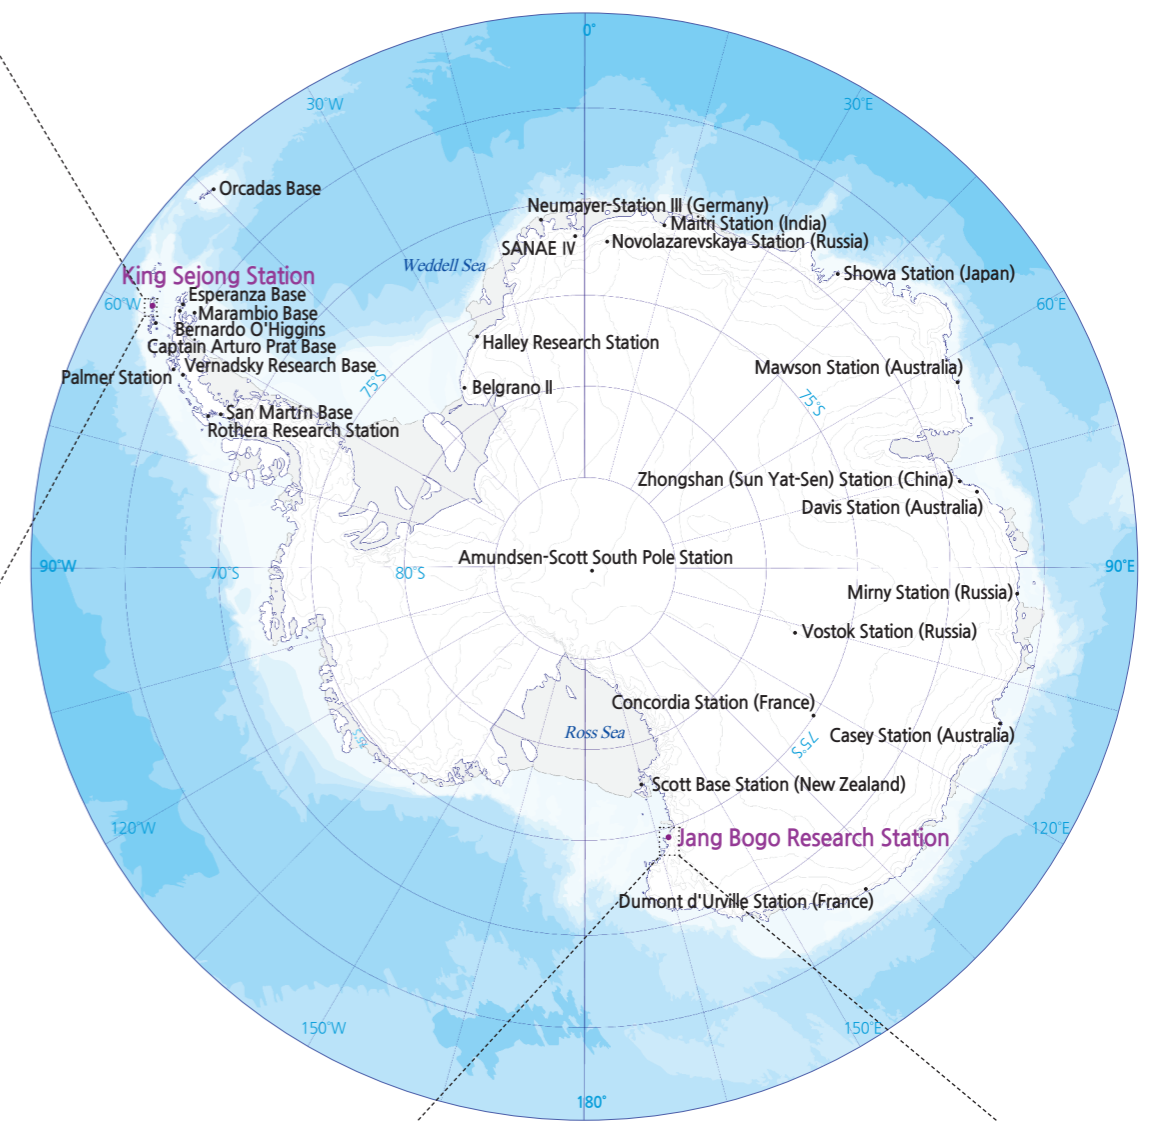 0°
30°W
30°E
Orcadas Base
Neumayer-Station III (Germany)
Maitri Station (India)
SANAE IV
Novolazarevskaya Station (Russia)
Weddell Sea
King Sejong Station
Showa Station (Japan)
60°W
Esperanza Base
60°E
Marambio Base
Bernardo O'Higgins
Captain Arturo Prat Base
Halley Research Station
Vernadsky Research Base
Mawson Station (Australia)
Palmer Station
75°S
Belgrano II
75°S
San Martín Base
Rothera Research Station
Zhongshan (Sun Yat-Sen) Station (China)
Davis Station (Australia)
Amundsen-Scott South Pole Station
90°W
70°S
80°S
90°E
Mirny Station (Russia)
Vostok Station (Russia)
Concordia Station (France)
Ross Sea
Casey Station (Australia)
75°S
Scott Base Station (New Zealand)
120°W
Jang Bogo Research Station
120°E
Dumont d'Urville Station (France)
150°W
150°E
180°